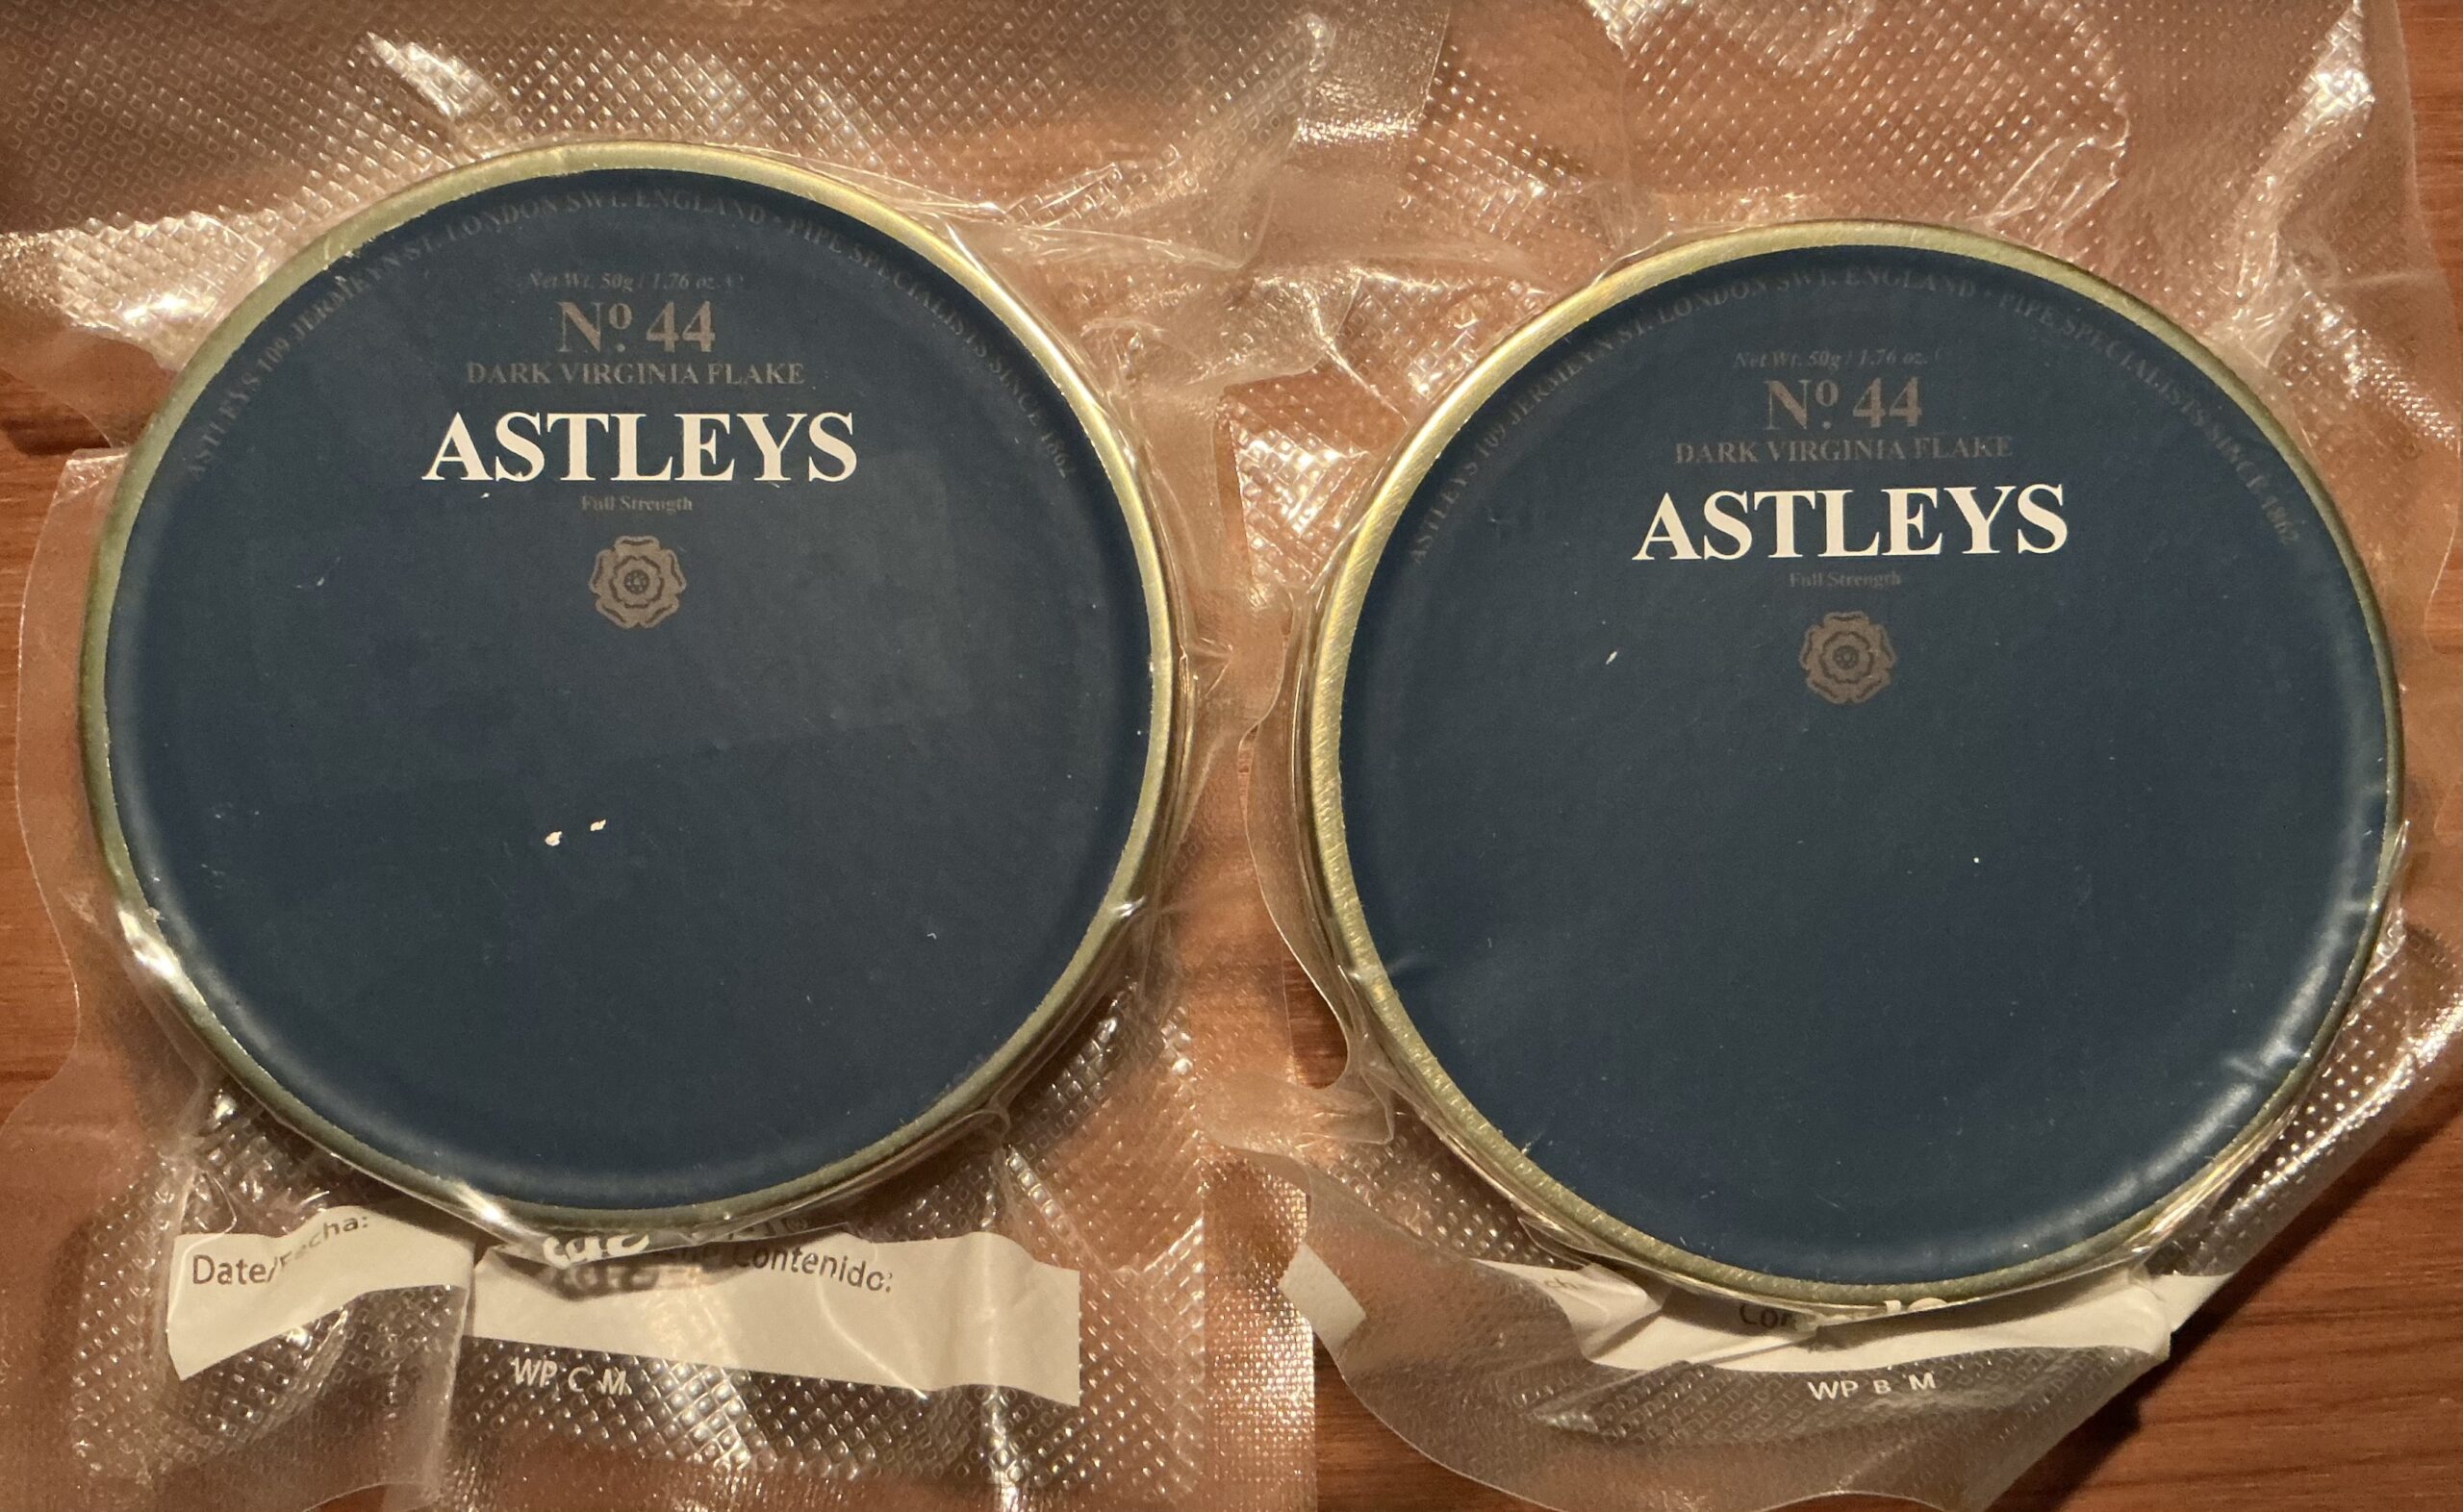 ASTLEYS 109 JERMEYN ST. LONDON SW1. ENGLAND • PIPE SPECIALISTS SINCE 1862
Net Wt. 50g / 1.76 oz.
Nº. 44
DARK VIRGINIA FLAKE
ASTLEYS
Full Strength
Date/Fecha:
Contenido:
WP C M
ASTLEYS 109 JERMEYN ST. LONDON SW1. ENGLAND • PIPE SPECIALISTS SINCE 1862
Net Wt. 50g / 1.76 oz.
Nº. 44
DARK VIRGINIA FLAKE
ASTLEYS
Full Strength
WP B M